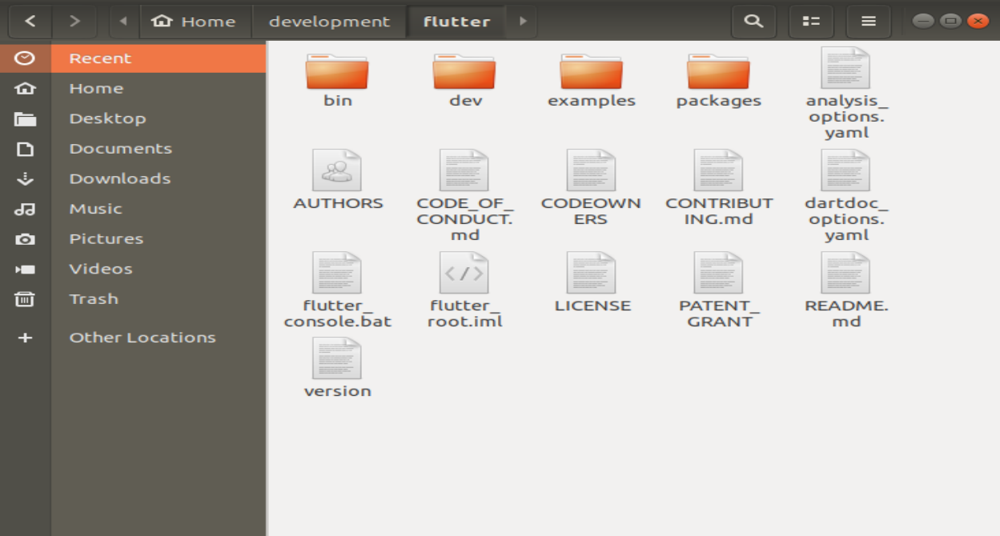 Home development flutter
Recent
Home
Desktop
Documents
Downloads
Music
Pictures
Videos
Trash
Other Locations
bin
dev
examples
packages
analysis_
options.
yaml
AUTHORS
CODE_OF_
CONDUCT.
md
CODEOWN
ERS
CONTRIBUT
ING.md
dartdoc_
options.
yaml
flutter_
console.bat
flutter_
root.iml
LICENSE
PATENT_
GRANT
README.
md
version